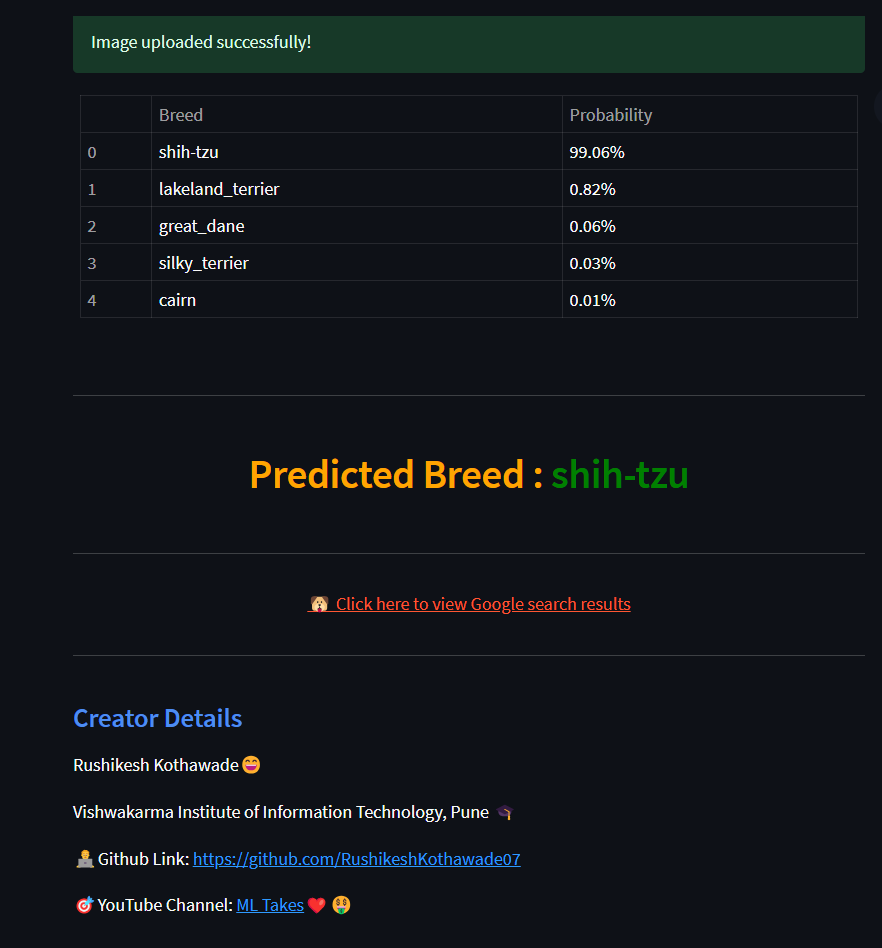 Image uploaded successfully!
Breed Probability
0 shih-tzu 99.06%
1 lakeland_terrier 0.82%
2 great_dane 0.06%
3 silky_terrier 0.03%
4 cairn 0.01%
Predicted Breed : shih-tzu
🐶 Click here to view Google search results
Creator Details
Rushikesh Kothawade 😄
Vishwakarma Institute of Information Technology, Pune 🎓
👨‍💻 Github Link: https://github.com/RushikeshKothawade07
🎯 YouTube Channel: ML Takes ❤️ 🤑